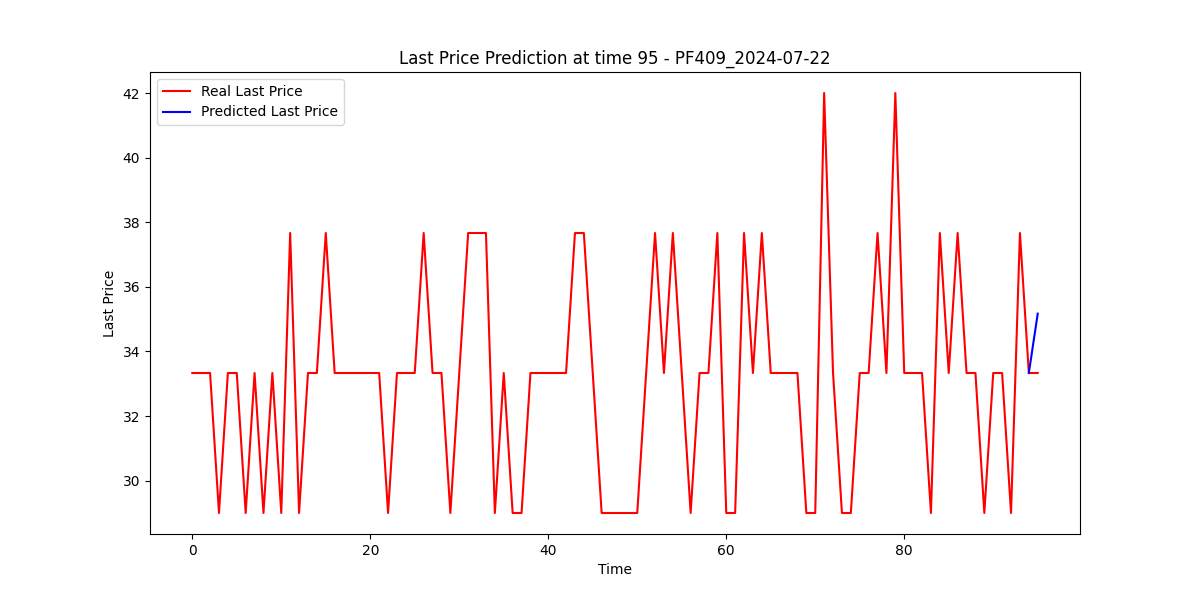 Last Price Prediction at time 95 - PF409_2024-07-22
Real Last Price
Predicted Last Price
Last Price
42
40
38
36
34
32
30
0 20 40 60 80
Time